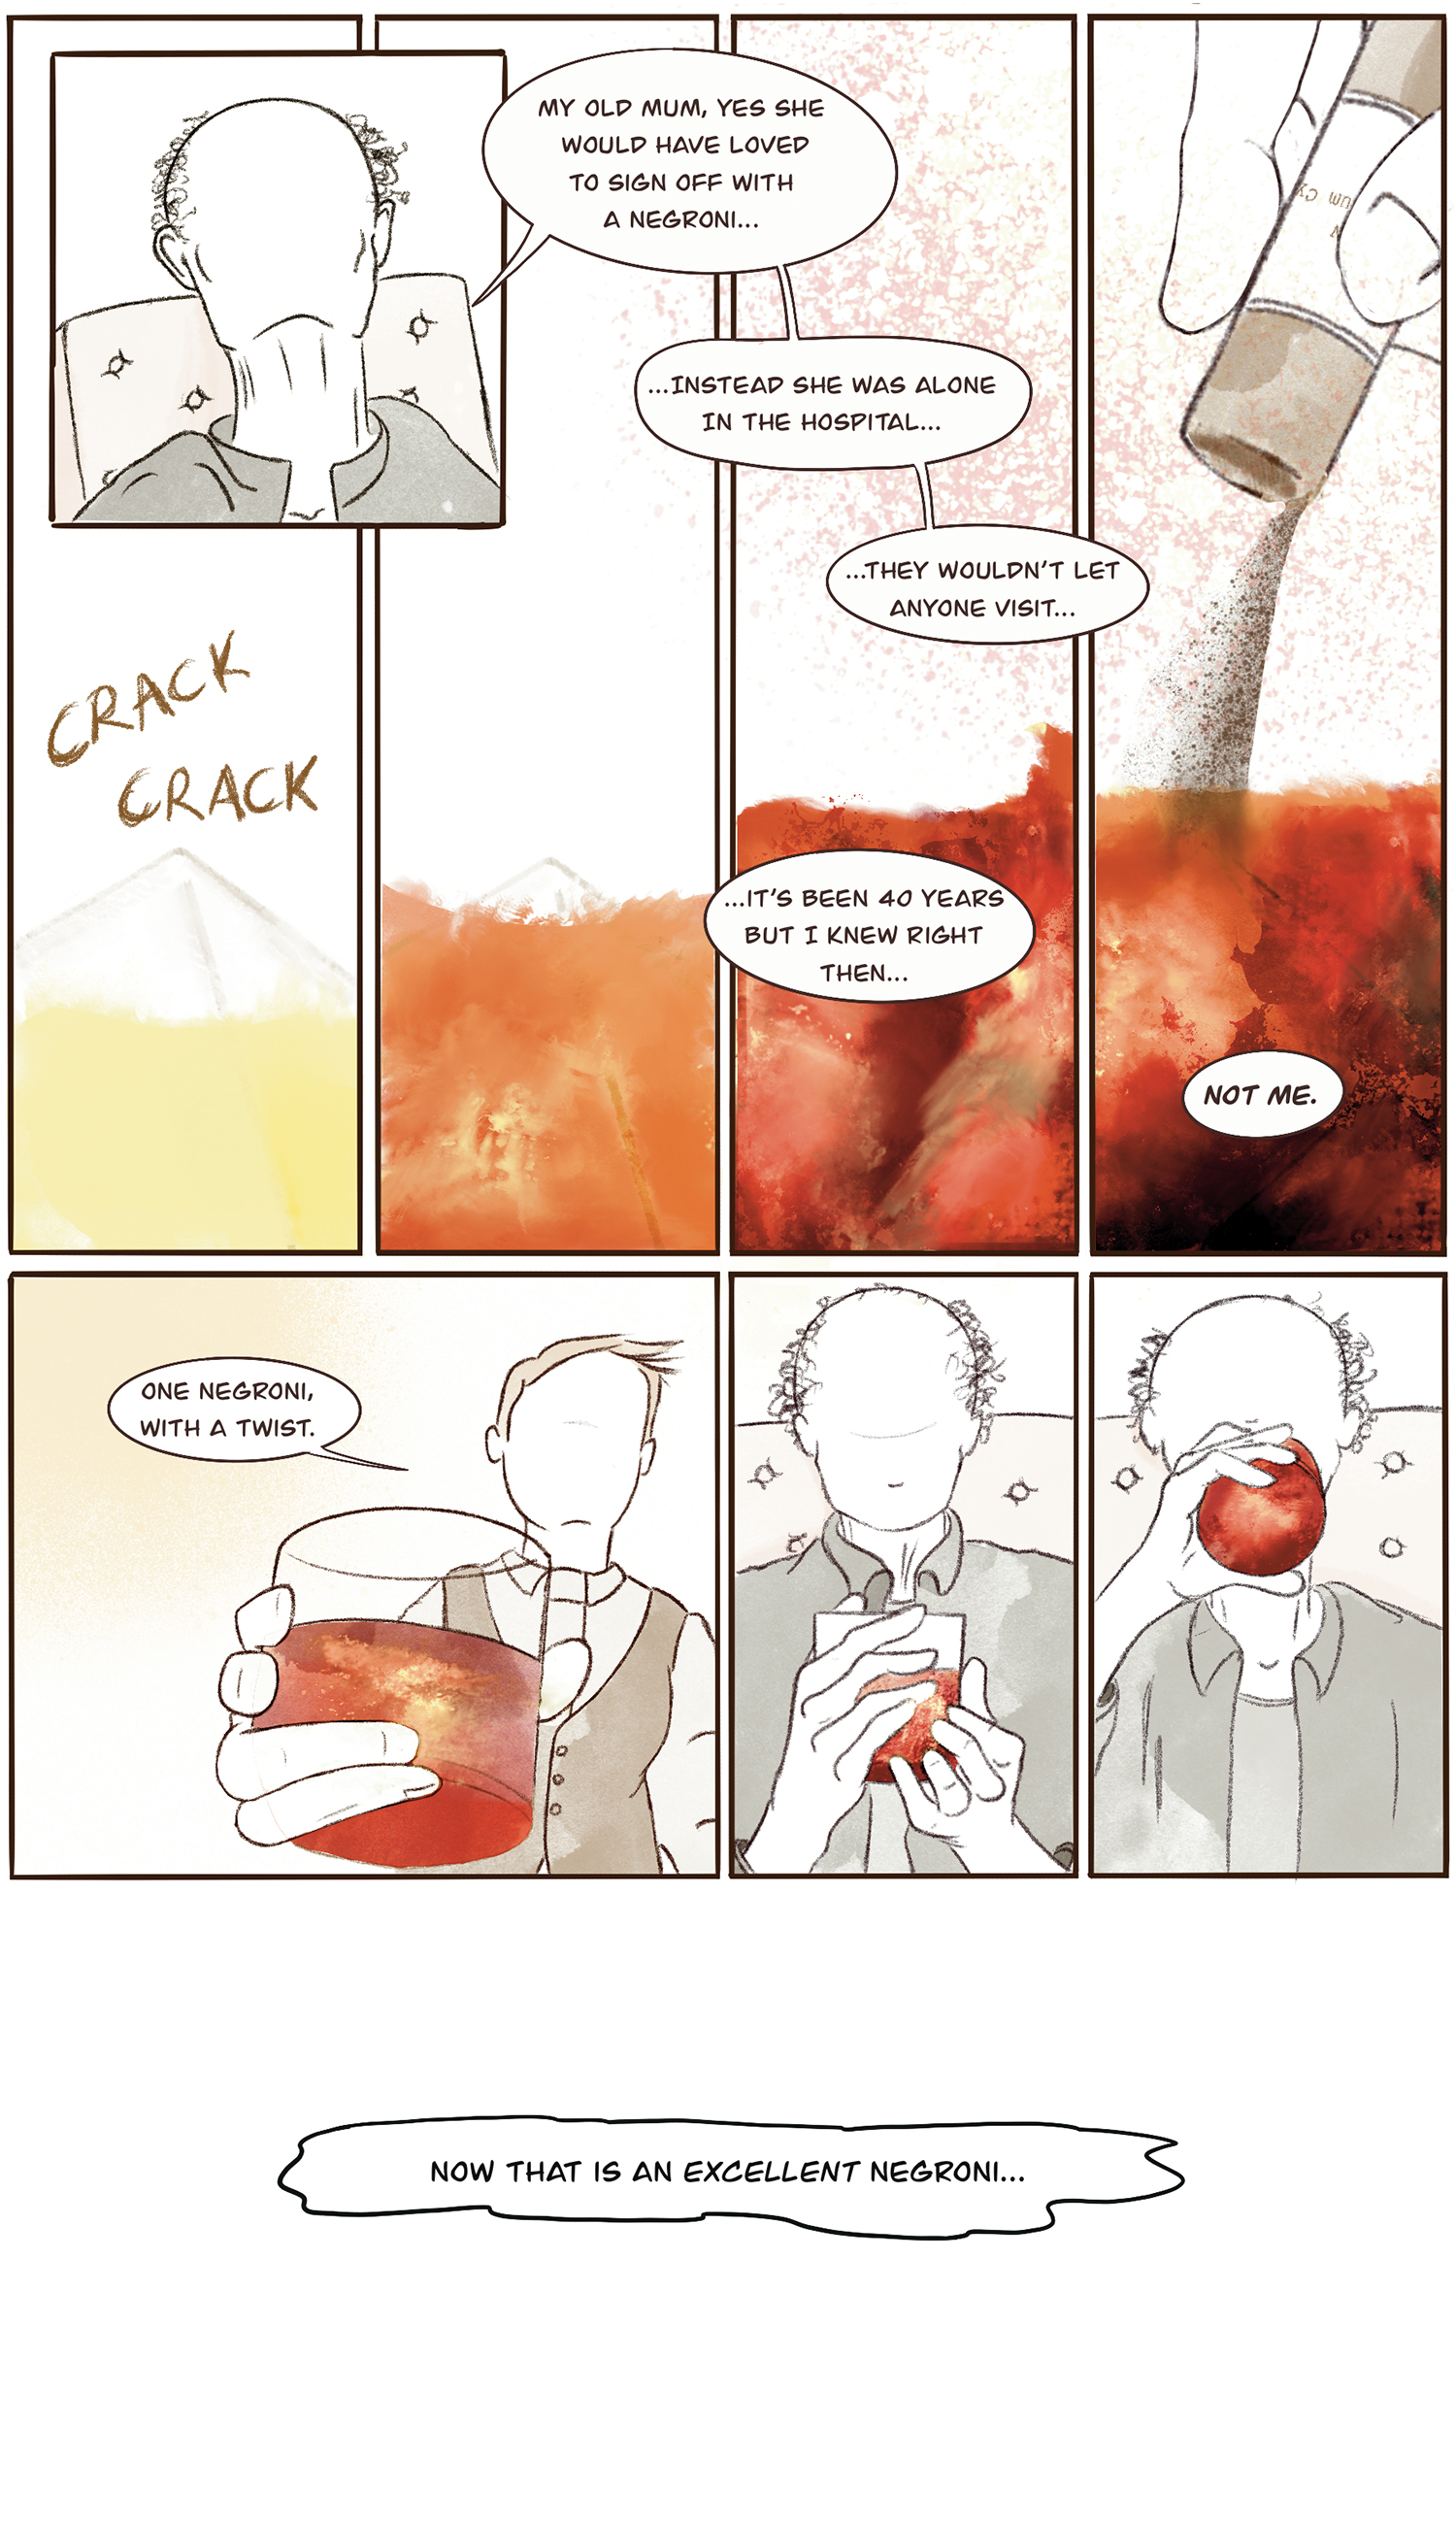 MY OLD MUM, YES SHE
WOULD HAVE LOVED
TO SIGN OFF WITH
A NEGRONI...
...INSTEAD SHE WAS ALONE
IN THE HOSPITAL...
...THEY WOULDN'T LET
ANYONE VISIT...
CRACK
CRACK
...IT'S BEEN 40 YEARS
BUT I KNEW RIGHT
THEN...
NOT ME.
ONE NEGRONI,
WITH A TWIST.
NOW THAT IS AN EXCELLENT NEGRONI...